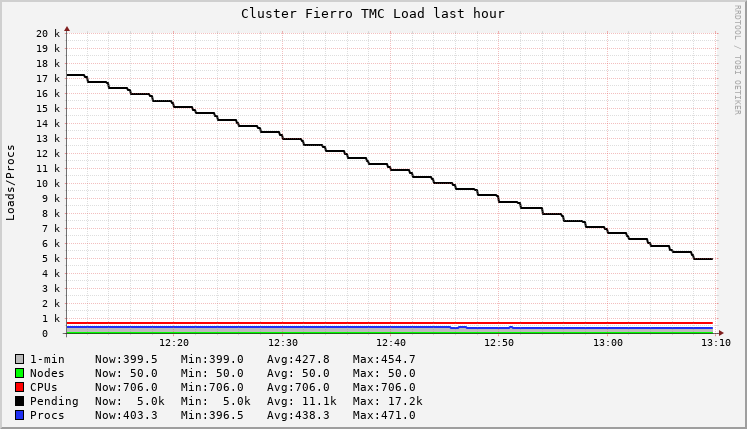 Cluster Fierro TMC Load last hour
RRDTOOL / TOBI OETIKER
Loads/Procs
20 k
19 k
18 k
17 k
16 k
15 k
14 k
13 k
12 k
11 k
10 k
9 k
8 k
7 k
6 k
5 k
4 k
3 k
2 k
1 k
0
12:20 12:30 12:40 12:50 13:00 13:10
1-min Now:399.5 Min:399.0 Avg:427.8 Max:454.7
Nodes Now: 50.0 Min: 50.0 Avg: 50.0 Max: 50.0
CPUs Now:706.0 Min:706.0 Avg:706.0 Max:706.0
Pending Now: 5.0k Min: 5.0k Avg: 11.1k Max: 17.2k
Procs Now:403.3 Min:396.5 Avg:438.3 Max:471.0